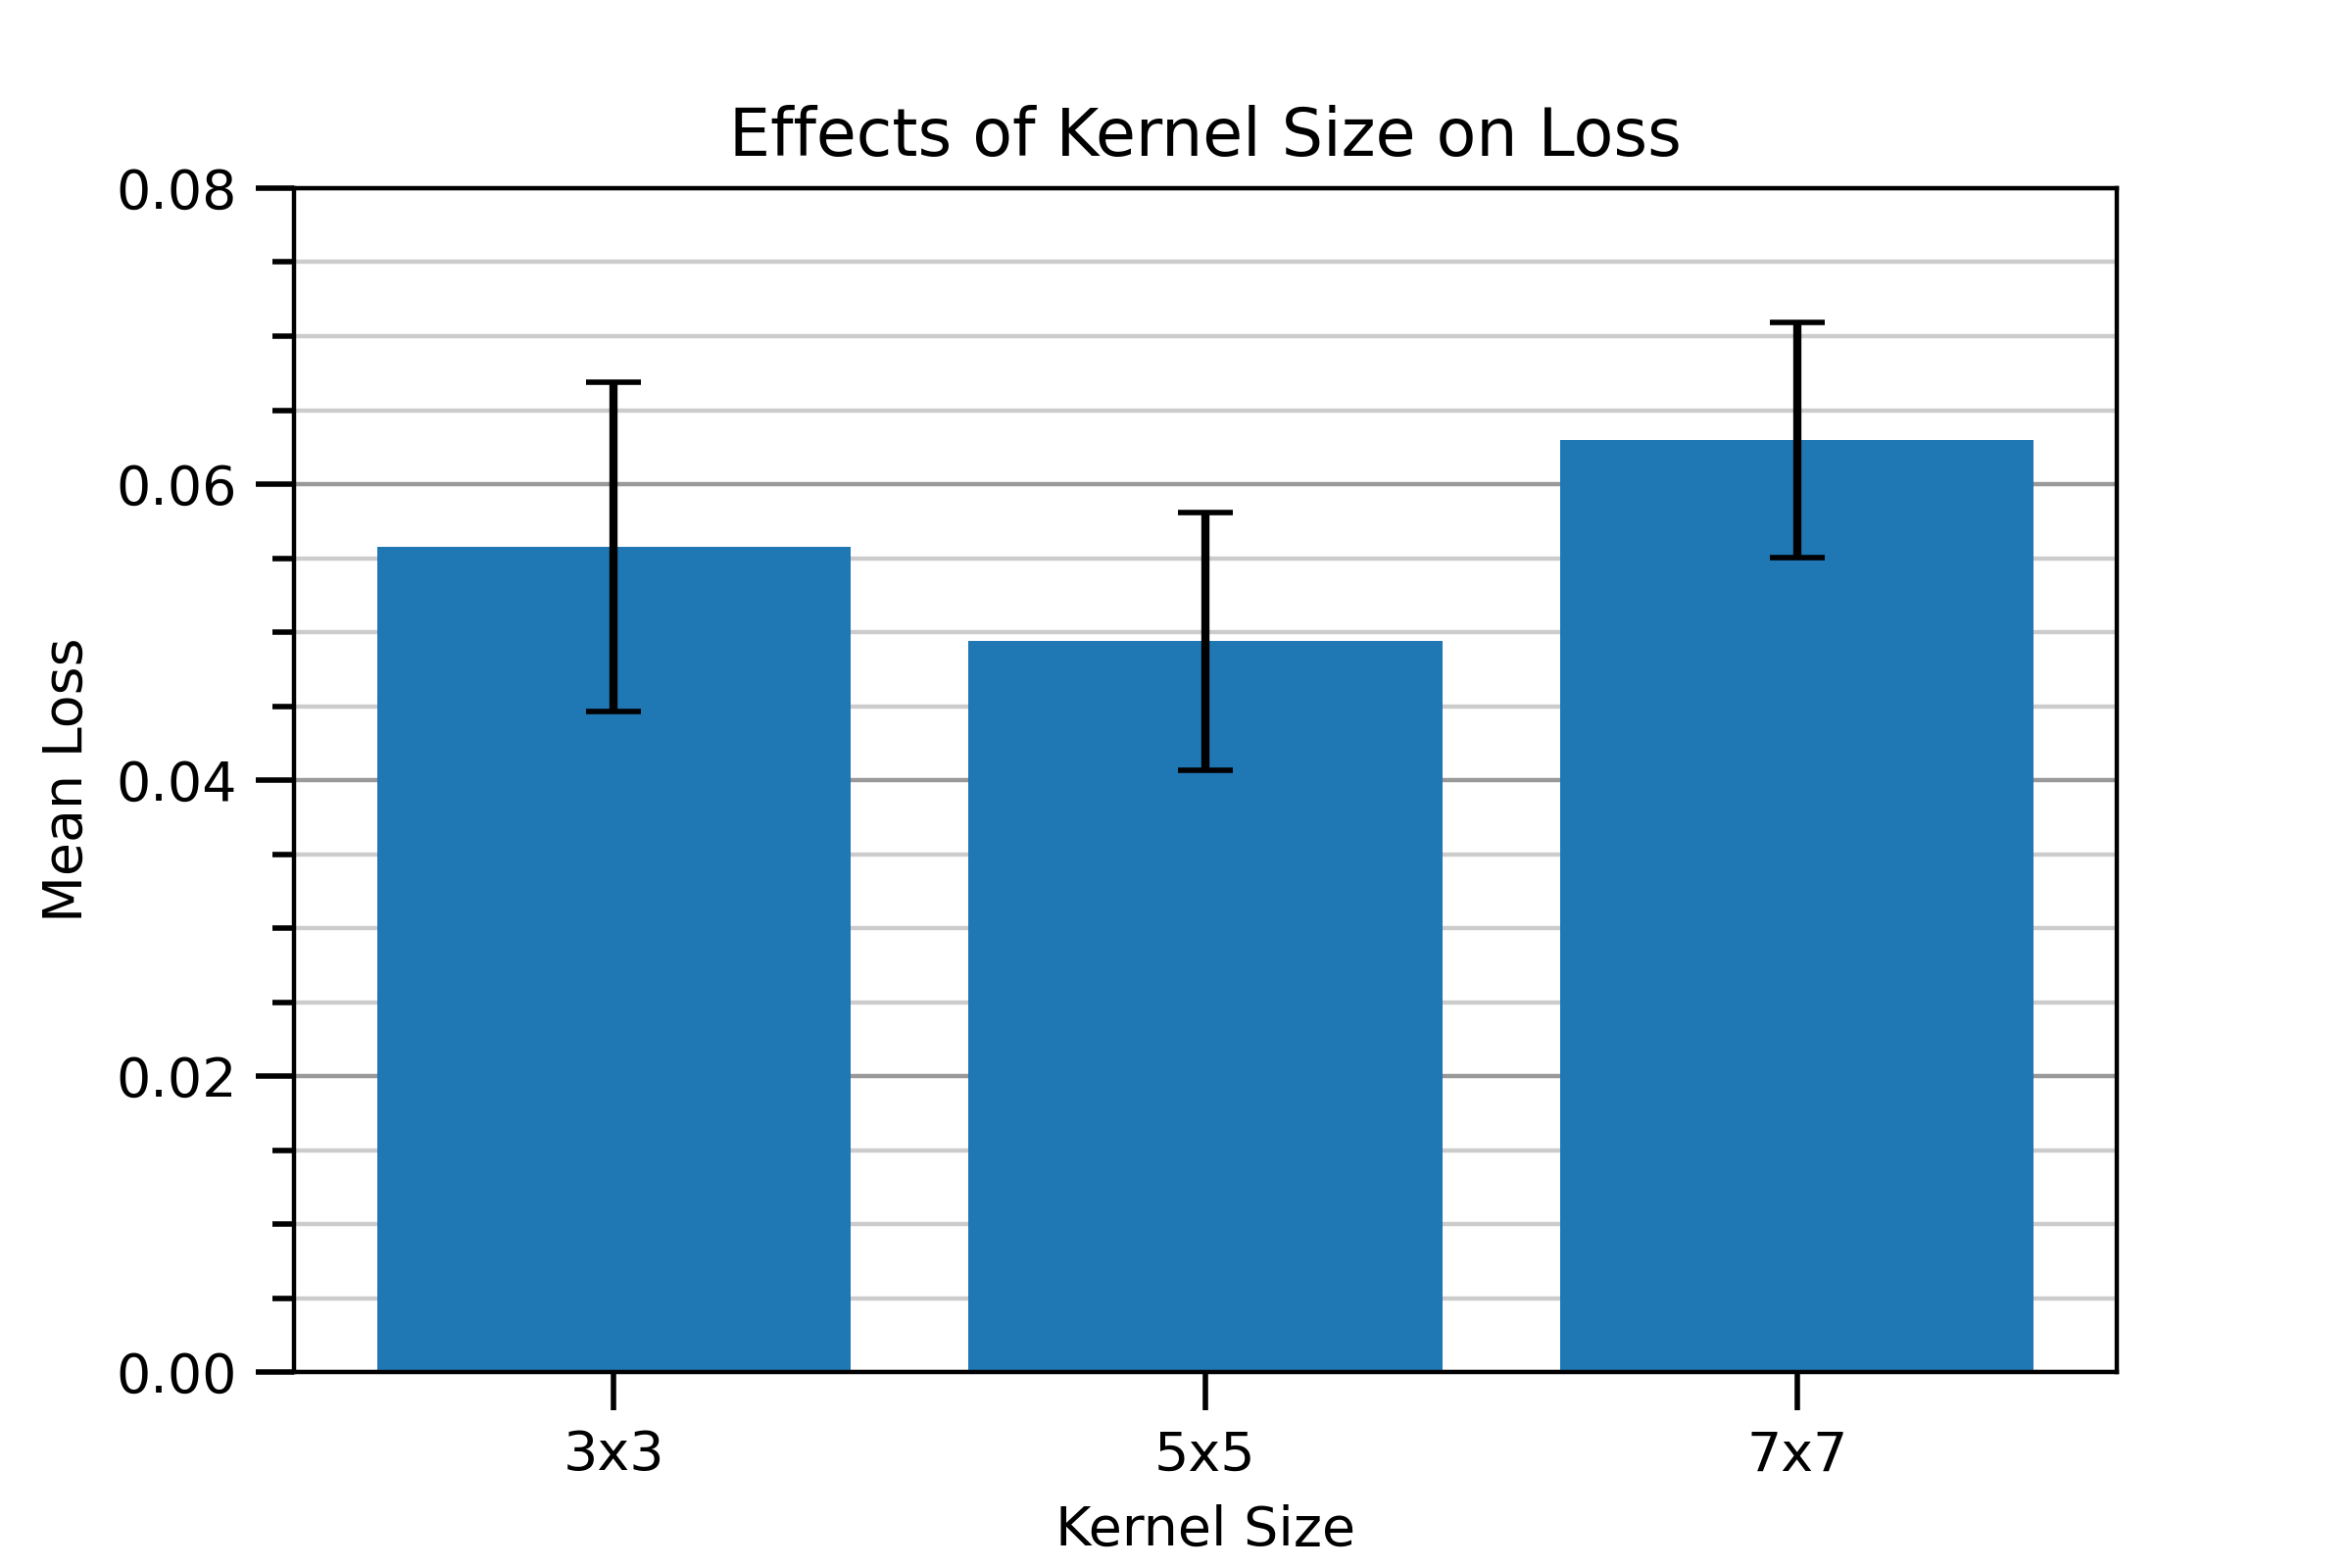 Effects of Kernel Size on Loss
0.08
0.06
0.04
0.02
0.00
Mean Loss
3x3
5x5
7x7
Kernel Size